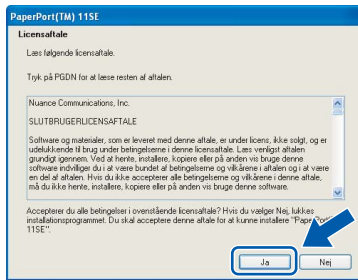 PaperPort(TM) 11SE
Licensaftale
Læs følgende licensaftale.
Tryk på PGDN for at læse resten af aftalen.
Nuance Communications, Inc.
SLUTBRUGERLICENSAFTALE
Software og materialer, som er leveret med denne aftale, er under licens, ikke solgt, og er
udelukkende til brug under betingelserne i denne licensaftale. Læs venligst aftalen
grundigt igennem. Ved at hente, installere, kopiere eller på anden vis bruge denne
software indvilliger du i at være bundet af betingelserne og vilkårene i aftalen og i at være
en del af aftalen. Hvis du ikke accepterer alle betingelser og vilkårene i denne aftale,
må du ikke hente, installere, kopiere eller på anden vis bruge denne software.
Accepterer du alle betingelser i ovenstående licensaftale? Hvis du vælger Nej, lukkes
installationsprogrammet. Du skal acceptere denne aftale for at kunne installere "PaperPort
11SE".
Ja
Nej